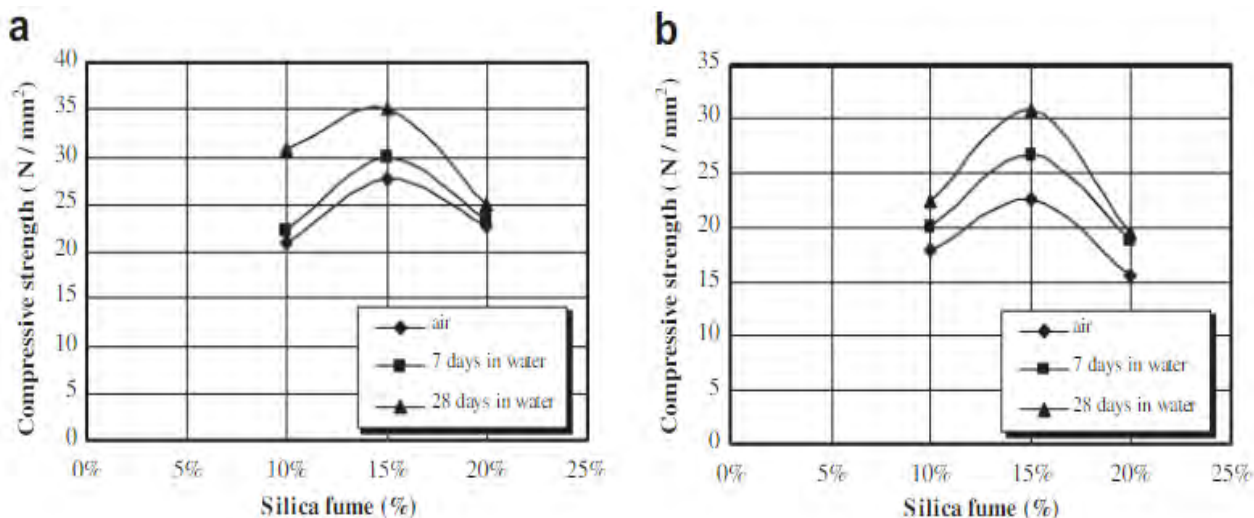 a
Compressive strength ( N / mm²)
40
35
30
25
20
15
10
5
0
0% 5% 10% 15% 20% 25%
Silica fume (%)
air
7 days in water
28 days in water
b
Compressive strength ( N / mm²)
35
30
25
20
15
10
5
0
0% 5% 10% 15% 20% 25%
Silica fume (%)
air
7 days in water
28 days in water